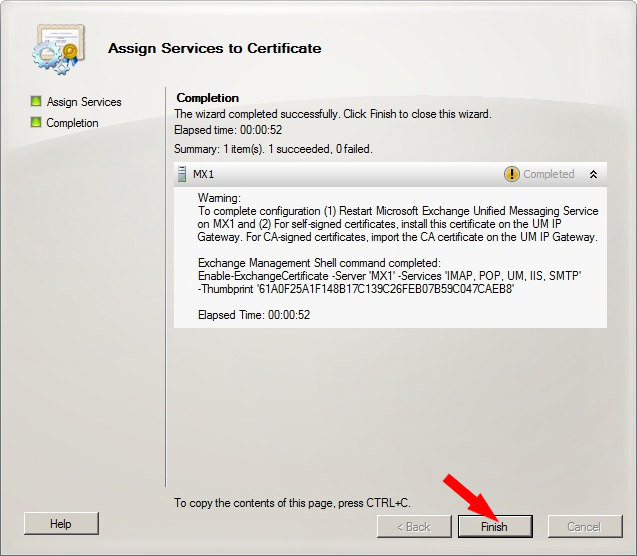 Assign Services to Certificate
Assign Services
Completion
Completion
The wizard completed successfully. Click Finish to close this wizard.
Elapsed time: 00:00:52
Summary: 1 item(s). 1 succeeded, 0 failed.
MX1
Completed
Warning:
To complete configuration (1) Restart Microsoft Exchange Unified Messaging Service
on MX1 and (2) For self-signed certificates, install this certificate on the UM IP
Gateway. For CA-signed certificates, import the CA certificate on the UM IP Gateway.
Exchange Management Shell command completed:
Enable-ExchangeCertificate -Server 'MX1' -Services 'IMAP, POP, UM, IIS, SMTP'
-Thumbprint '61A0F25A1F148B17C139C26FEB07B59C047CAEB8'
Elapsed Time: 00:00:52
To copy the contents of this page, press CTRL+C.
Help
< Back
Finish
Cancel